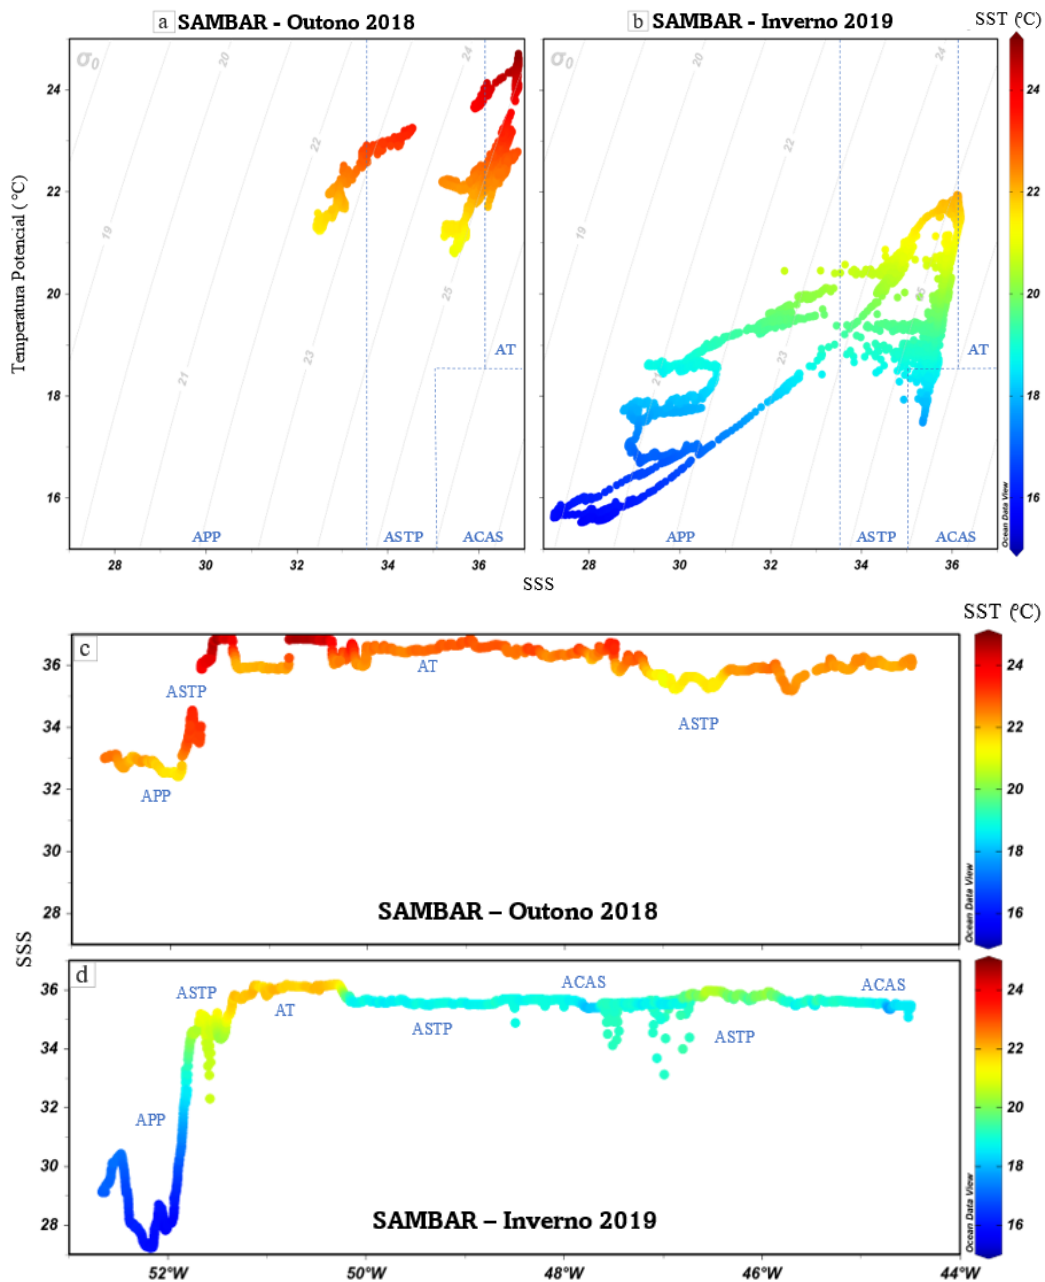 a SAMBAR - Outono 2018
b SAMBAR - Inverno 2019
SST (ºC)
σ0
20
24
22
19
25
23
21
AT
APP
ASTP
ACAS
24
22
20
18
16
Temperatura Potencial ( °C)
28
30
32
34
36
σ0
20
24
22
19
23
21
AT
APP
ASTP
ACAS
28
30
32
34
36
24
22
20
18
16
Ocean Data View
SSS
SST (ºC)
c
36
34
32
30
28
ASTP
APP
AT
ASTP
SAMBAR – Outono 2018
24
22
20
18
16
Ocean Data View
SSS
d
36
34
32
30
28
ASTP
AT
APP
ASTP
ACAS
ASTP
ACAS
SAMBAR – Inverno 2019
24
22
20
18
16
Ocean Data View
52°W
50°W
48°W
46°W
44°W